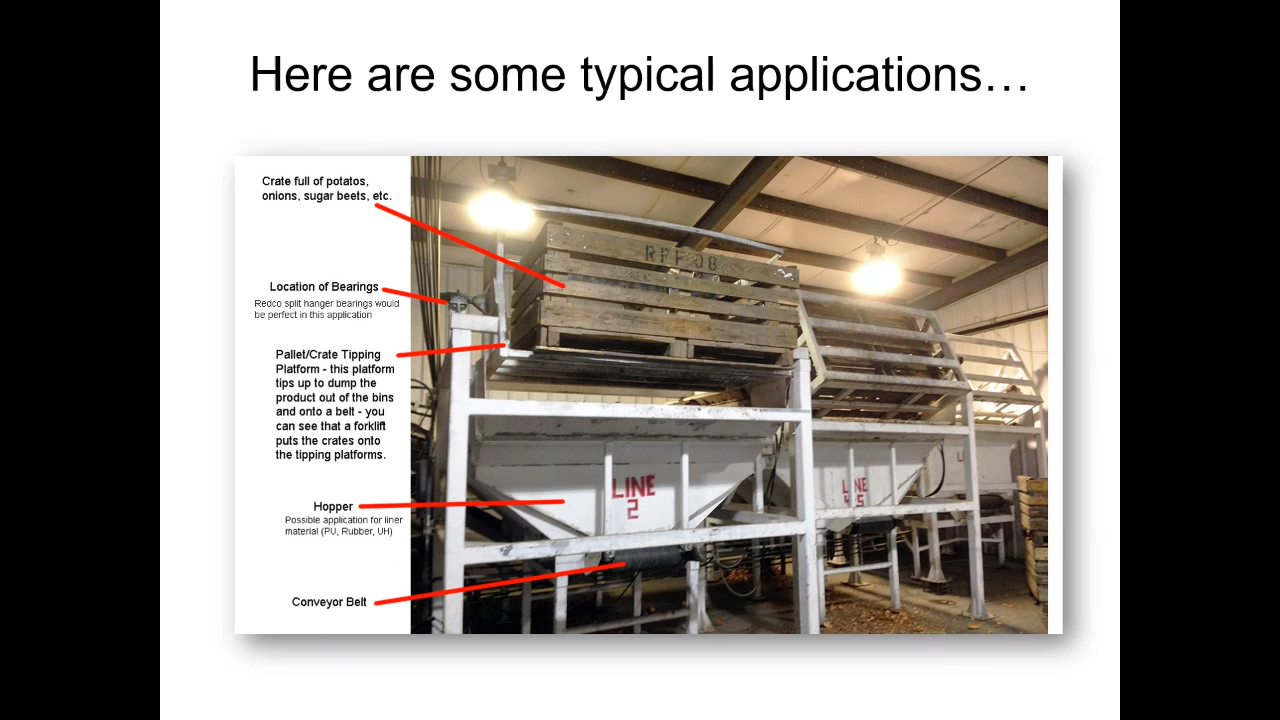 Here are some typical applications…
Crate full of potatos,
onions, sugar beets, etc.
Location of Bearings
Redco split hanger bearings would
be perfect in this application
Pallet/Crate Tipping
Platform - this platform
tips up to dump the
product out of the bins
and onto a belt - you
can see that a forklift
puts the crates onto
the tipping platforms.
Hopper
Possible application for liner
material (PU, Rubber, UH)
Conveyor Belt
LINE
2
LINE